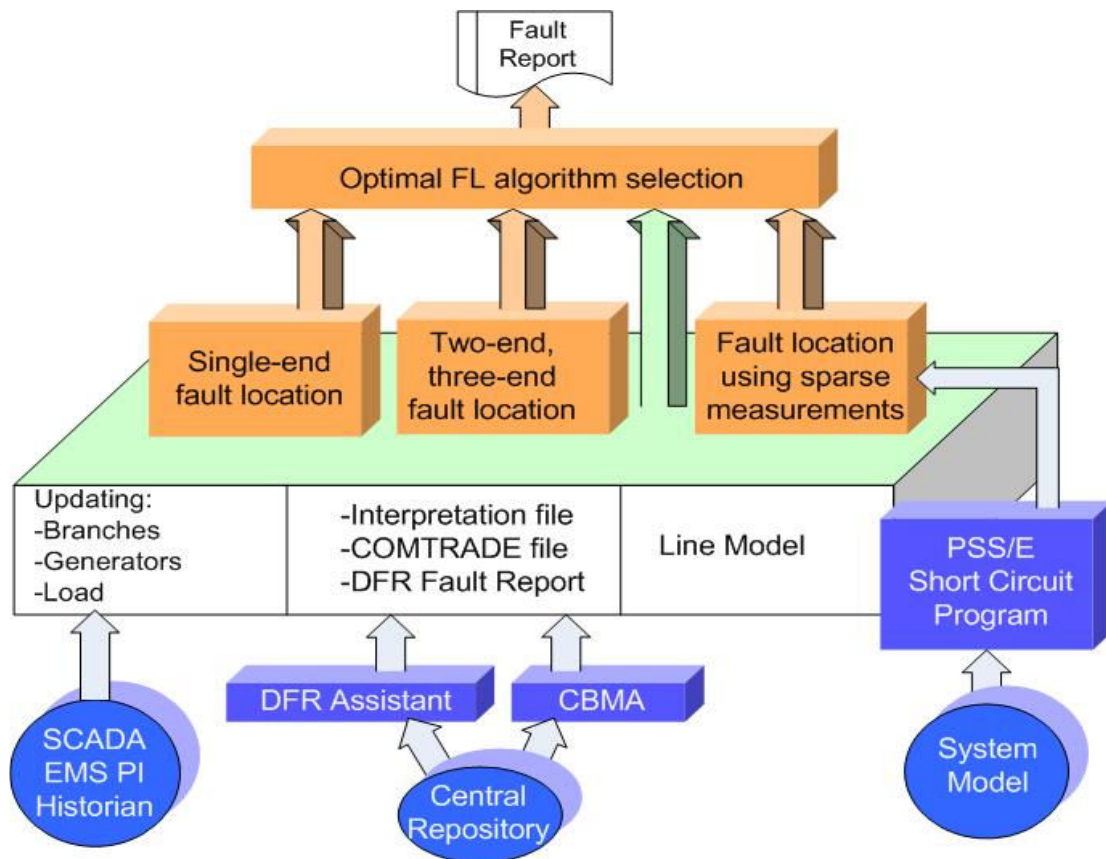 Fault
Report
Optimal FL algorithm selection
Single-end
fault location
Two-end,
three-end
fault location
Fault location
using sparse
measurements
Updating:
-Branches
-Generators
-Load
-Interpretation file
-COMTRADE file
-DFR Fault Report
Line Model
PSS/E
Short Circuit
Program
DFR Assistant
CBMA
SCADA
EMS PI
Historian
Central
Repository
System
Model